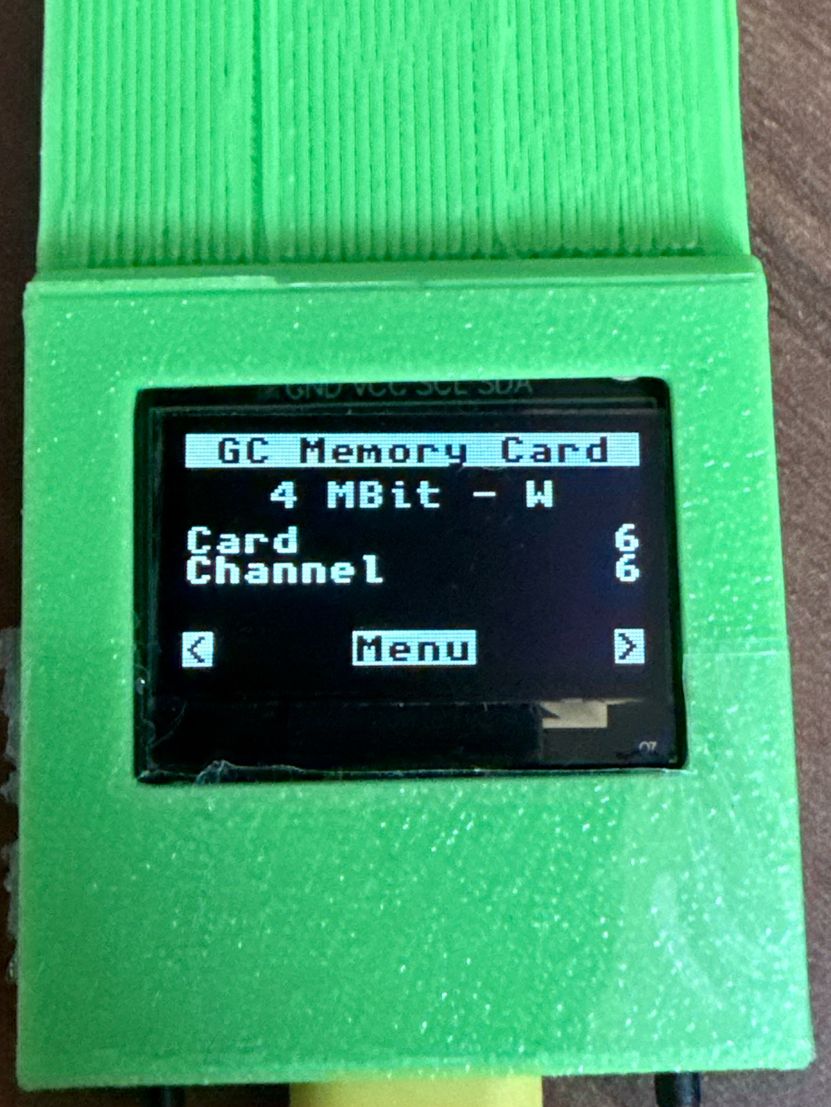 GND VCC SCL SDA
GC Memory Card
4 MBit - W
Card 6
Channel 6
< Menu >